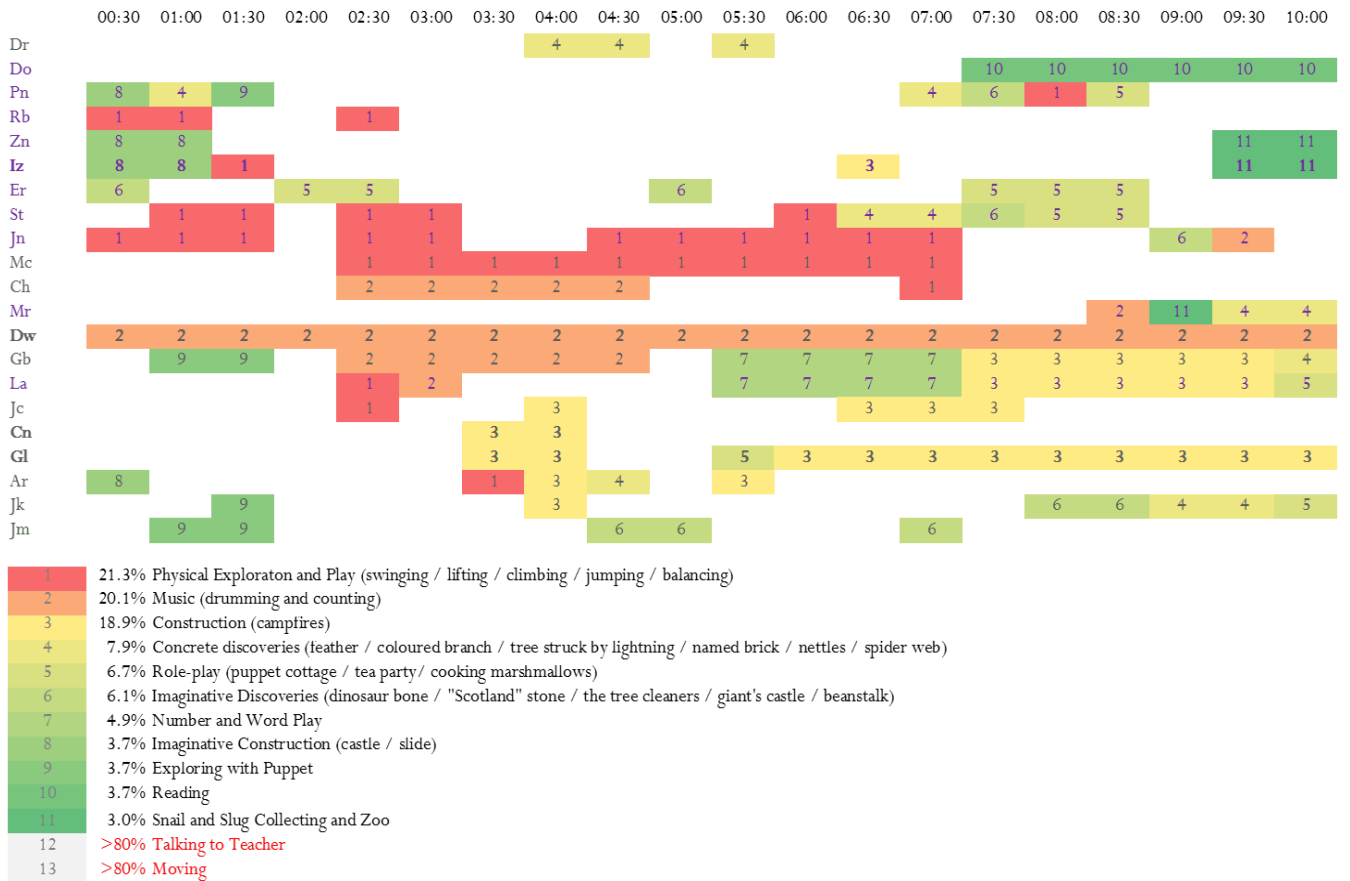 00:30 01:00 01:30 02:00 02:30 03:00 03:30 04:00 04:30 05:00 05:30 06:00 06:30 07:00 07:30 08:00 08:30 09:00 09:30 10:00
Dr 4 4 4
Do 10 10 10 10 10 10
Pn 8 4 9 4 6 1 5
Rb 1 1 1
Zn 8 8 11 11
Iz 8 8 1 3 11 11
Er 6 5 5 6 5 5 5
St 1 1 1 1 1 4 4 6 5 5
Jn 1 1 1 1 1 1 1 1 1 1 1 6 2
Mc 1 1 1 1 1 1 1 1 1 1
Ch 2 2 2 2 2 1
Mr 2 11 4 4
Dw 2 2 2 2 2 2 2 2 2 2 2 2 2 2 2 2 2 2 2 2
Gb 9 9 2 2 2 2 2 7 7 7 7 3 3 3 3 3 4
La 1 2 7 7 7 7 3 3 3 3 3 5
Jc 1 3 3 3 3
Cn 3 3
Gl 3 3 5 3 3 3 3 3 3 3 3 3
Ar 8 1 3 4 3
Jk 9 3 6 6 4 4 5
Jm 9 9 6 6 6
1 21.3% Physical Exploraton and Play (swinging / lifting / climbing / jumping / balancing)
2 20.1% Music (drumming and counting)
3 18.9% Construction (campfires)
4 7.9% Concrete discoveries (feather / coloured branch / tree struck by lightning / named brick / nettles / spider web)
5 6.7% Role-play (puppet cottage / tea party/ cooking marshmallows)
6 6.1% Imaginative Discoveries (dinosaur bone / "Scotland" stone / the tree cleaners / giant's castle / beanstalk)
7 4.9% Number and Word Play
8 3.7% Imaginative Construction (castle / slide)
9 3.7% Exploring with Puppet
10 3.7% Reading
11 3.0% Snail and Slug Collecting and Zoo
12 >80% Talking to Teacher
13 >80% Moving